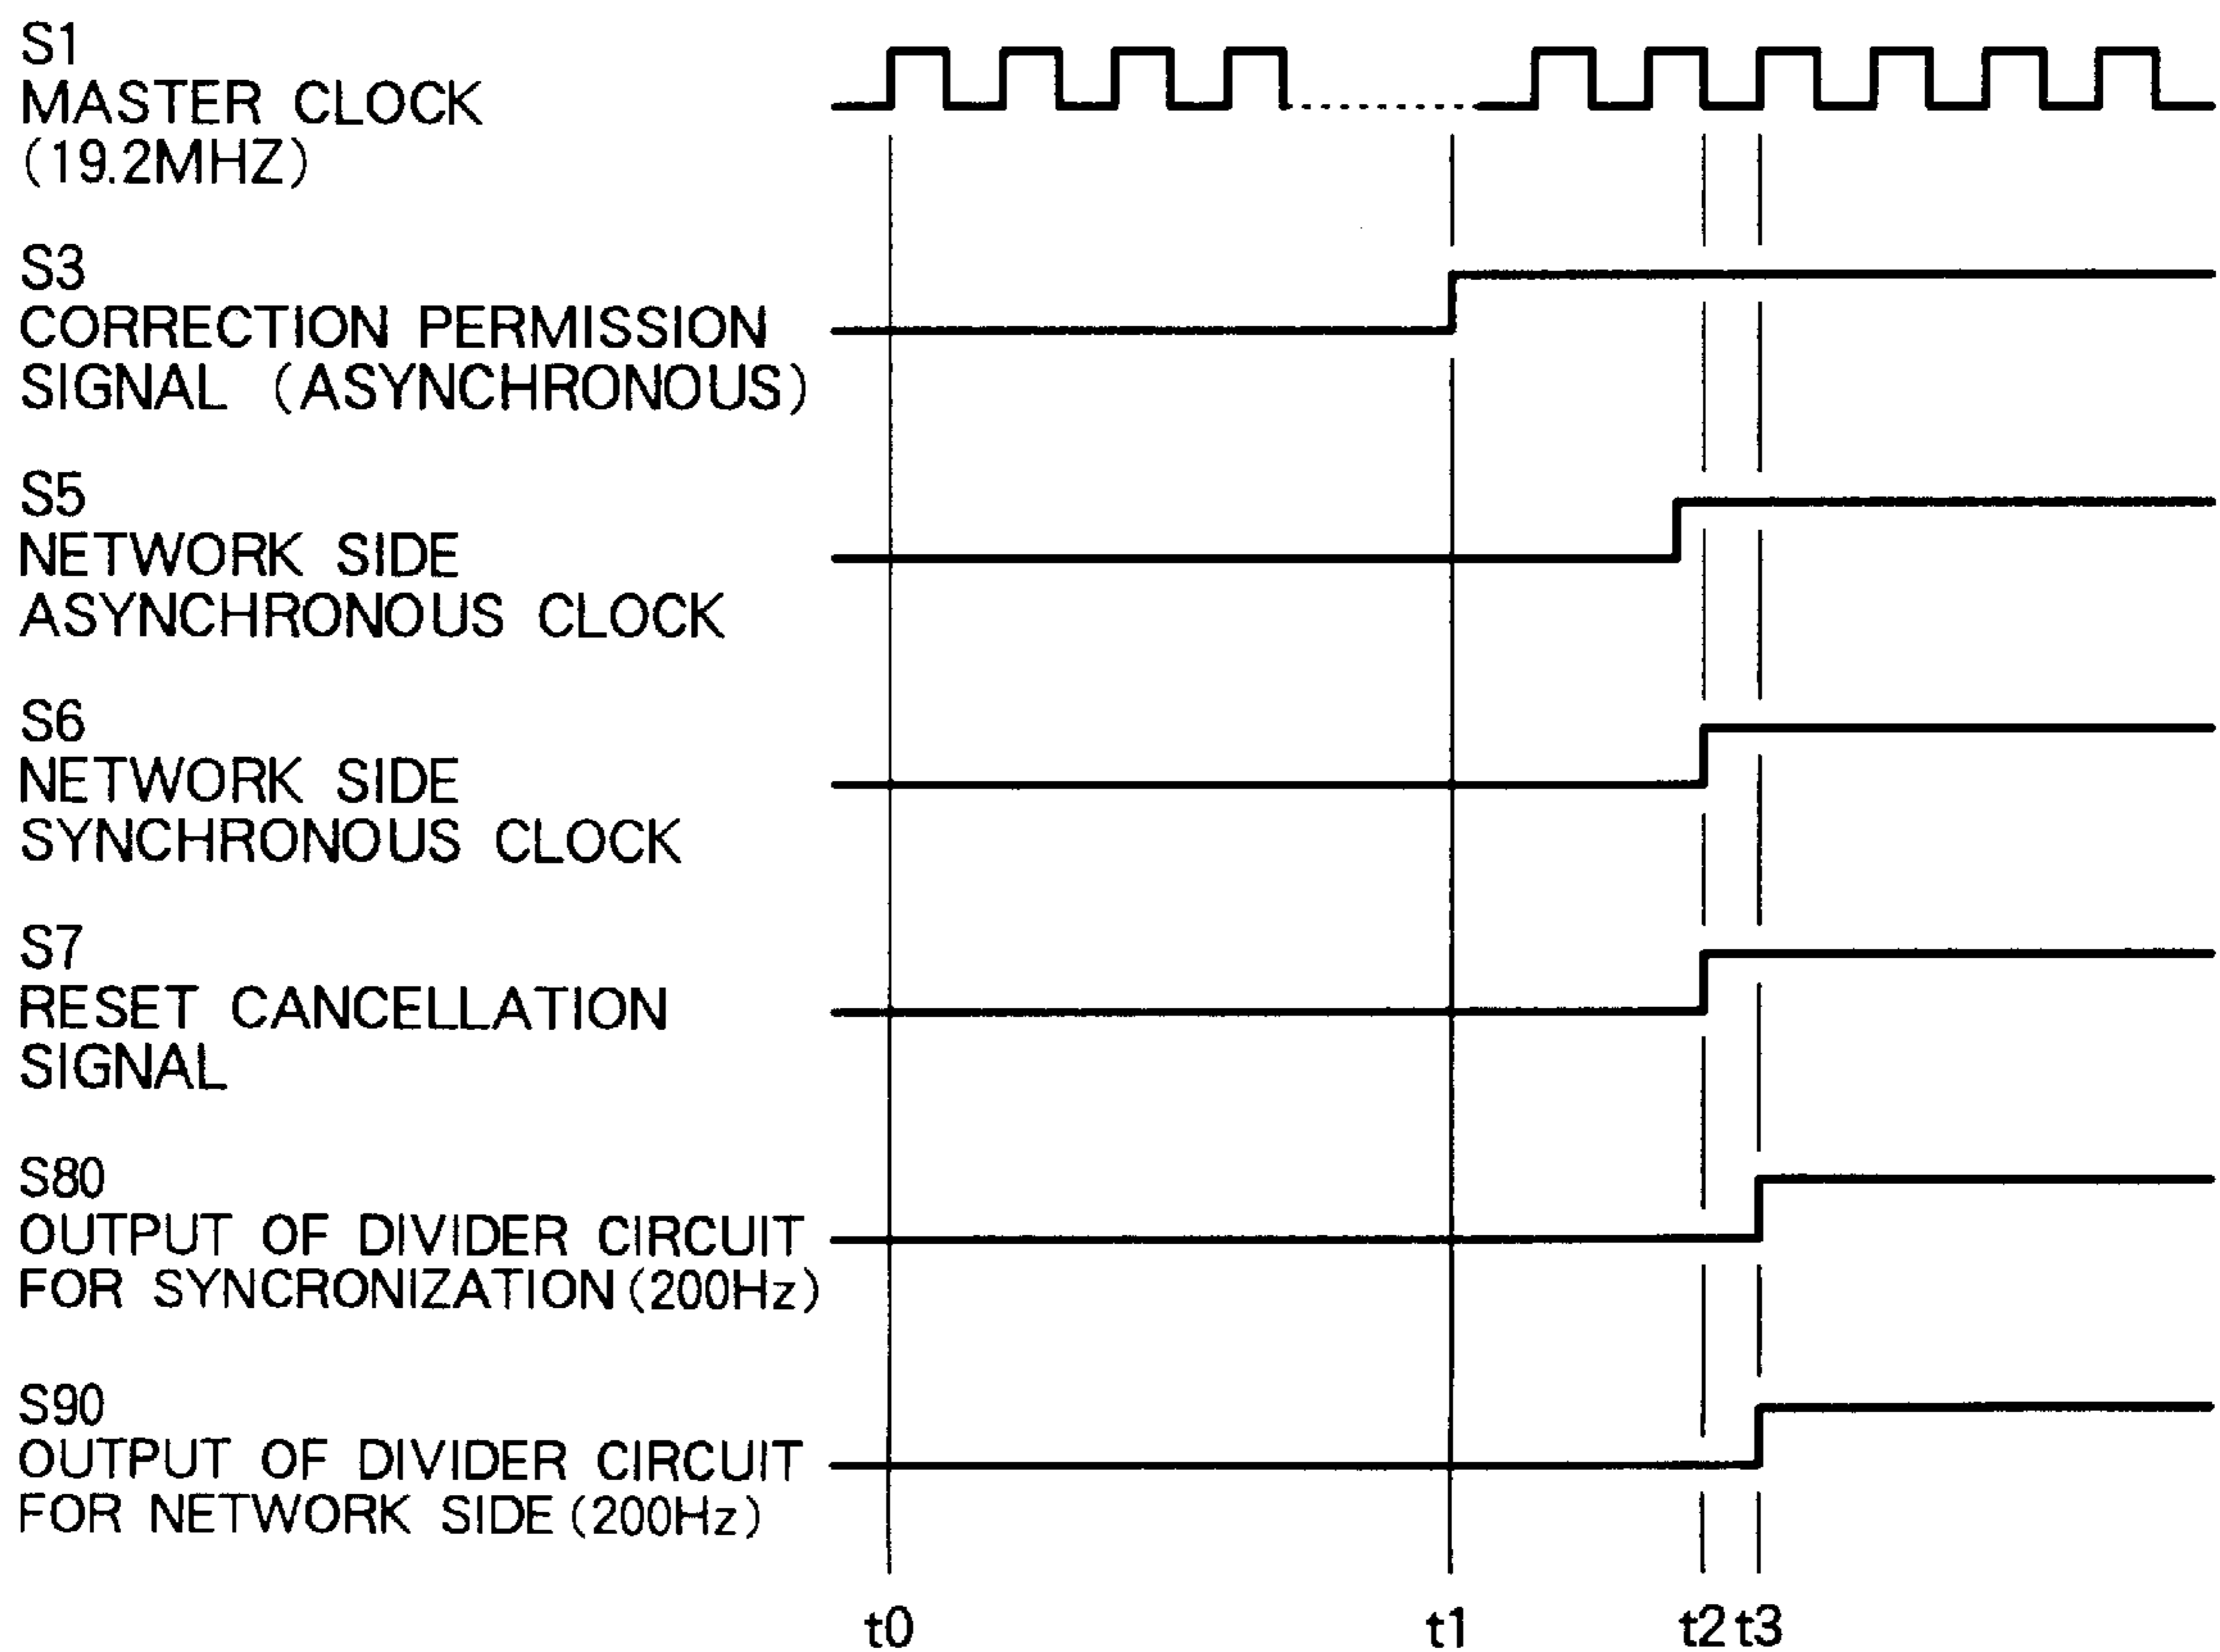 S1
MASTER CLOCK
(19.2MHZ)
S3
CORRECTION PERMISSION
SIGNAL (ASYNCHRONOUS)
S5
NETWORK SIDE
ASYNCHRONOUS CLOCK
S6
NETWORK SIDE
SYNCHRONOUS CLOCK
S7
RESET CANCELLATION
SIGNAL
S80
OUTPUT OF DIVIDER CIRCUIT
FOR SYNCRONIZATION(200Hz)
S90
OUTPUT OF DIVIDER CIRCUIT
FOR NETWORK SIDE(200Hz)
t0 t1 t2 t3